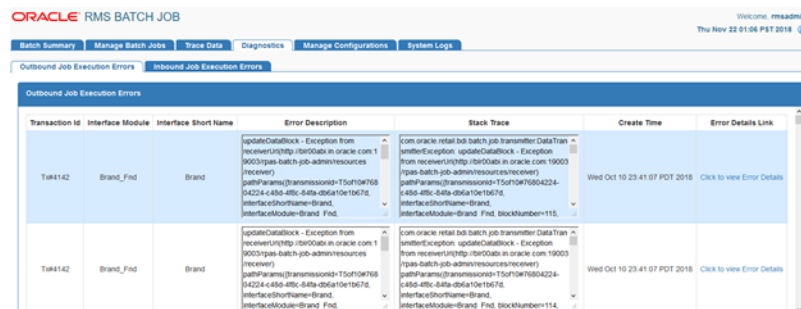 ORACLE® RMS BATCH JOB
Welcome, rmsadmi
Thu Nov 22 01:06 PST 2018
Batch Summary Manage Batch Jobs Trace Data Diagnostics Manage Configurations System Logs
Outbound Job Execution Errors Inbound Job Execution Errors
Outbound Job Execution Errors
Transaction Id Interface Module Interface Short Name Error Description Stack Trace Create Time Error Details Link
Tx#4142 Brand_Fnd Brand
updateDataBlock - Exception from
receiverUrl(http://blr00abi.in.oracle.com:1
9003/rpas-batch-job-admin/resources
/receiver)
pathParams({transmissionId=T5of10#768
04224-c48d-4f8c-84fa-db6a10e1b67d,
interfaceShortName=Brand,
interfaceModule=Brand_Fnd,
com.oracle.retail.bdi.batch.job.transmitter.DataTran
smitterException: updateDataBlock - Exception
from receiverUrl(http://blr00abi.in.oracle.com:19003
/rpas-batch-job-admin/resources/receiver)
pathParams({transmissionId=T5of10#76804224-
c48d-4f8c-84fa-db6a10e1b67d,
interfaceShortName=Brand,
interfaceModule=Brand_Fnd, blockNumber=115,
Wed Oct 10 23:41:07 PDT 2018 Click to view Error Details
Tx#4142 Brand_Fnd Brand
updateDataBlock - Exception from
receiverUrl(http://blr00abi.in.oracle.com:1
9003/rpas-batch-job-admin/resources
/receiver)
pathParams({transmissionId=T5of10#768
04224-c48d-4f8c-84fa-db6a10e1b67d,
interfaceShortName=Brand,
interfaceModule=Brand_Fnd,
com.oracle.retail.bdi.batch.job.transmitter.DataTran
smitterException: updateDataBlock - Exception
from receiverUrl(http://blr00abi.in.oracle.com:19003
/rpas-batch-job-admin/resources/receiver)
pathParams({transmissionId=T5of10#76804224-
c48d-4f8c-84fa-db6a10e1b67d,
interfaceShortName=Brand,
interfaceModule=Brand_Fnd, blockNumber=114,
Wed Oct 10 23:41:07 PDT 2018 Click to view Error Details